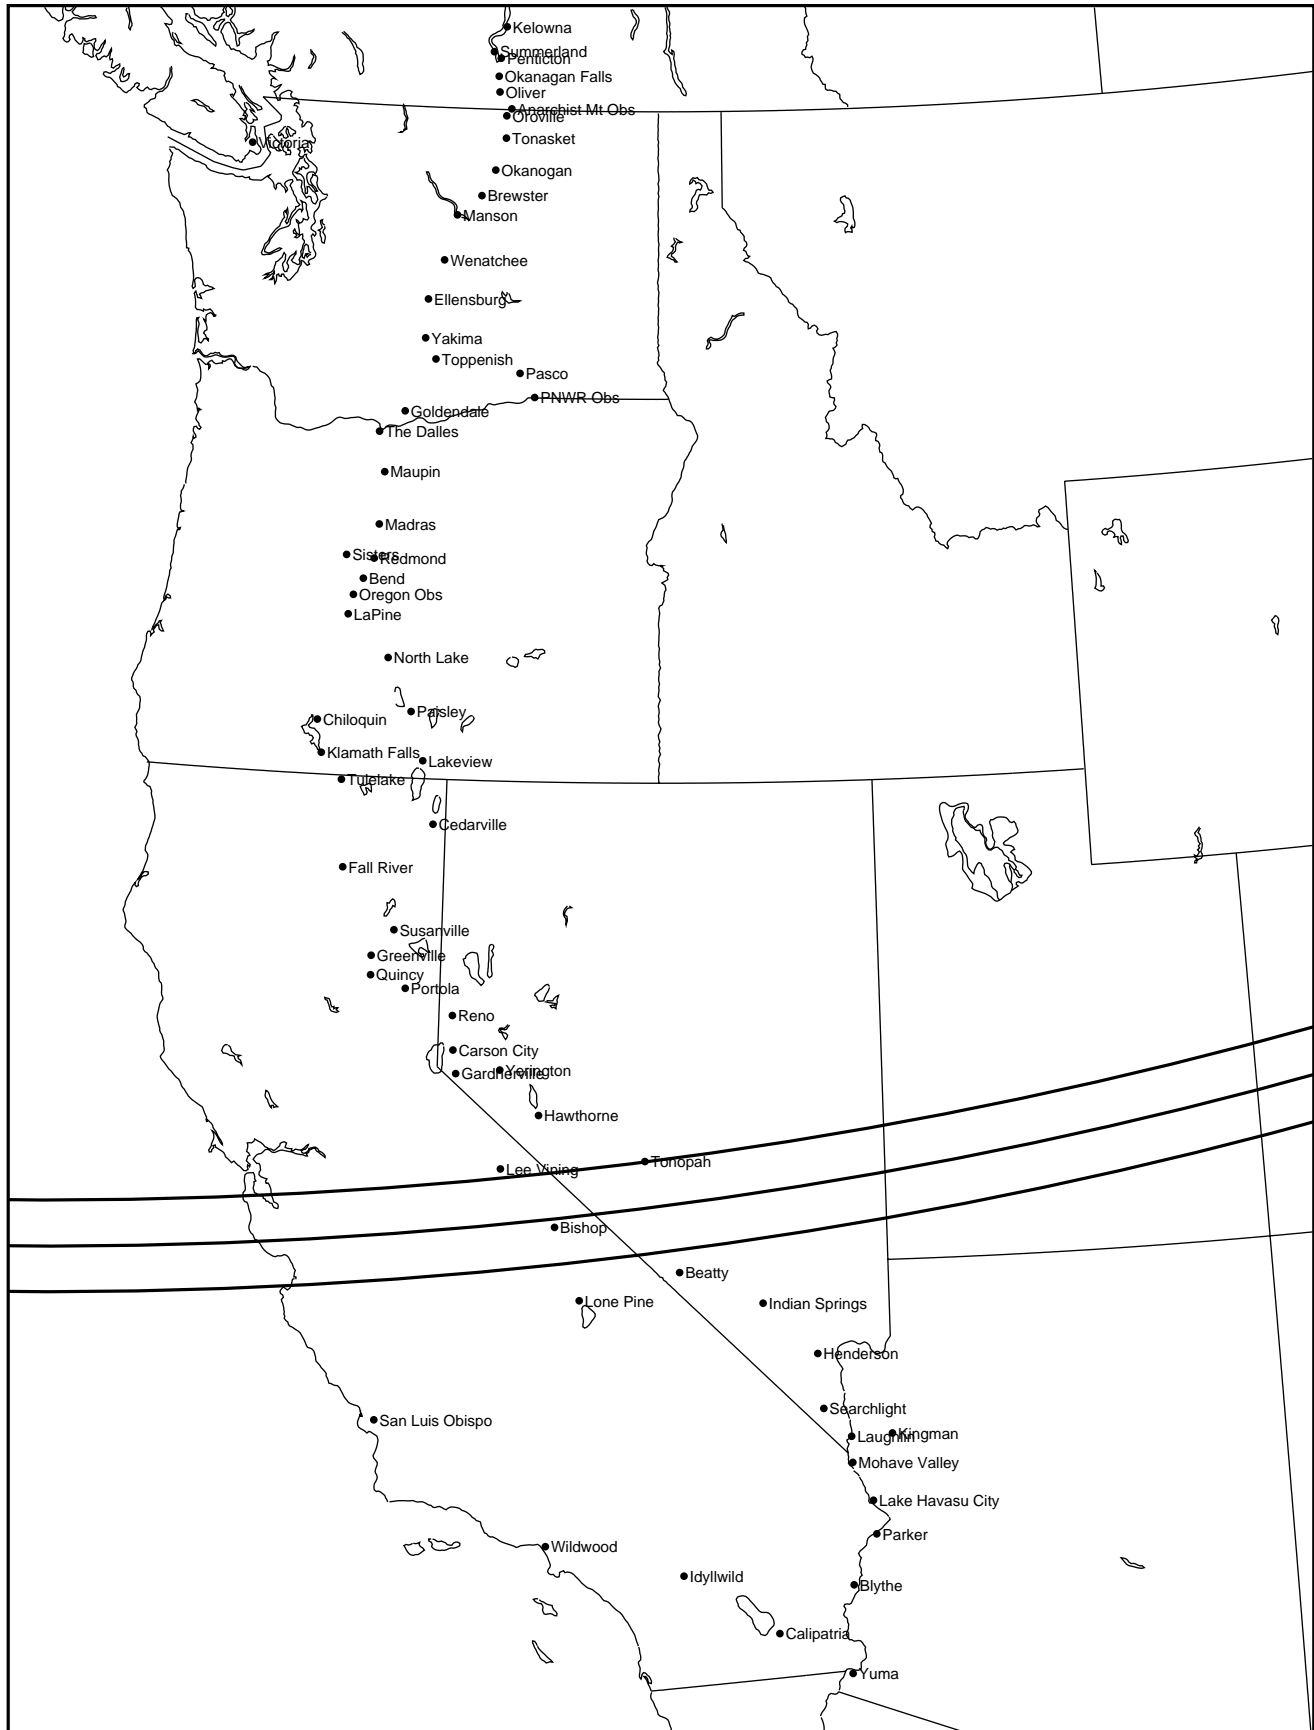 Kelowna
Summerland
Penticton
Okanagan Falls
Oliver
Anarchist Mt Obs
Oroville
Tonasket
Victoria
Okanogan
Brewster
Manson
Wenatchee
Ellensburg
Yakima
Toppenish
Pasco
PNWR Obs
Goldendale
The Dalles
Maupin
Madras
Sisters
Redmond
Bend
Oregon Obs
LaPine
North Lake
Paisley
Chiloquin
Klamath Falls
Lakeview
Tulelake
Cedarville
Fall River
Susanville
Greenville
Quincy
Portola
Reno
Carson City
Yerington
Gardnerville
Hawthorne
Tonopah
Lee Vining
Bishop
Beatty
Lone Pine
Indian Springs
Henderson
Searchlight
San Luis Obispo
Kingman
Laughlin
Mohave Valley
Lake Havasu City
Parker
Wildwood
Idyllwild
Blythe
Calipatria
Yuma